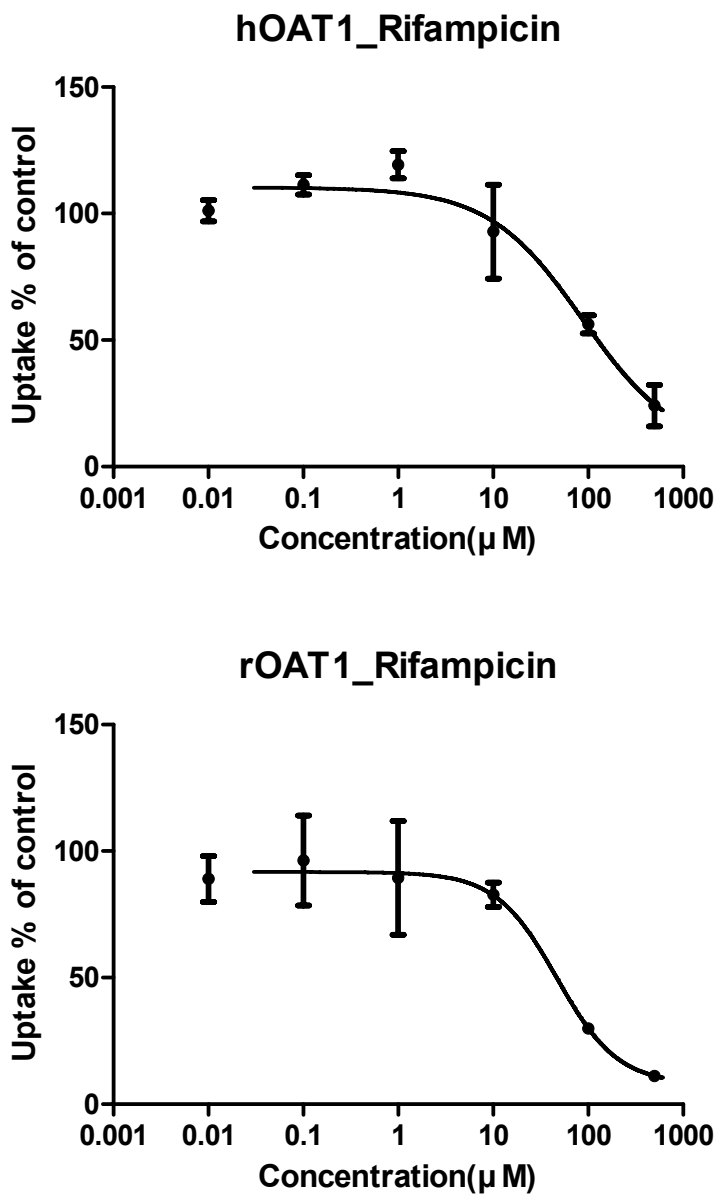 hOAT1_Rifampicin
150
100
50
0
Uptake % of control
0.001 0.01 0.1 1 10 100 1000
Concentration(µ M)
rOAT1_Rifampicin
150
100
50
0
Uptake % of control
0.001 0.01 0.1 1 10 100 1000
Concentration(µ M)